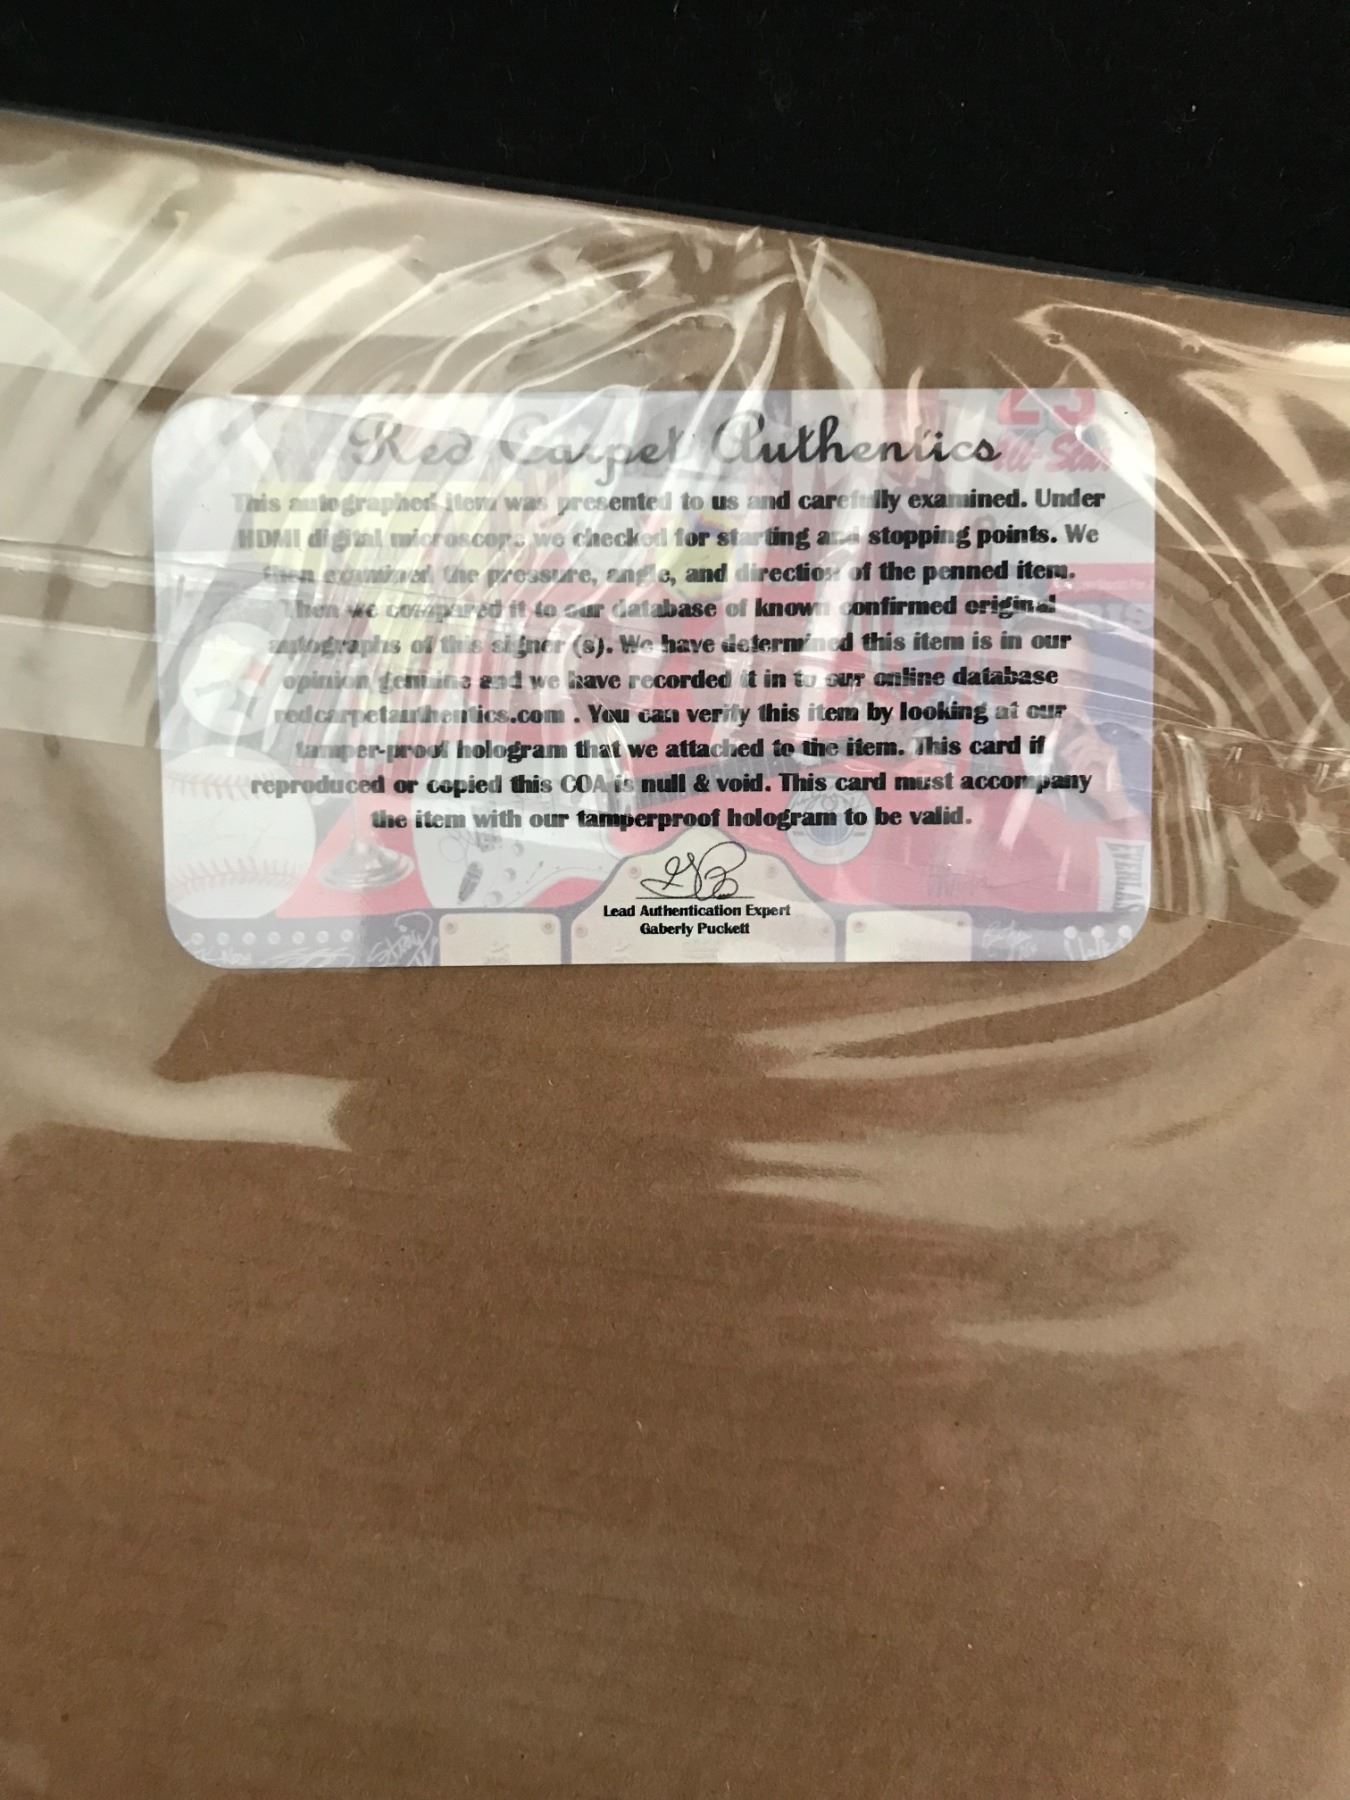 Red Carpet Authentics
This autographed item was presented to us and carefully examined. Under
HDMI digital microscope we checked for starting and stopping points. We
then examined the pressure, angle, and direction of the penned item.
Then we compared it to our database of known confirmed original
autographs of this signer (s). We have determined this item is in our
opinion genuine and we have recorded it in to our online database
redcarpetauthentics.com . You can verify this item by looking at our
tamper-proof hologram that we attached to the item. This card if
reproduced or copied this COA is null & void. This card must accompany
the item with our tamperproof hologram to be valid.
Lead Authentication Expert
Gaberly Puckett
23
EVERLAST